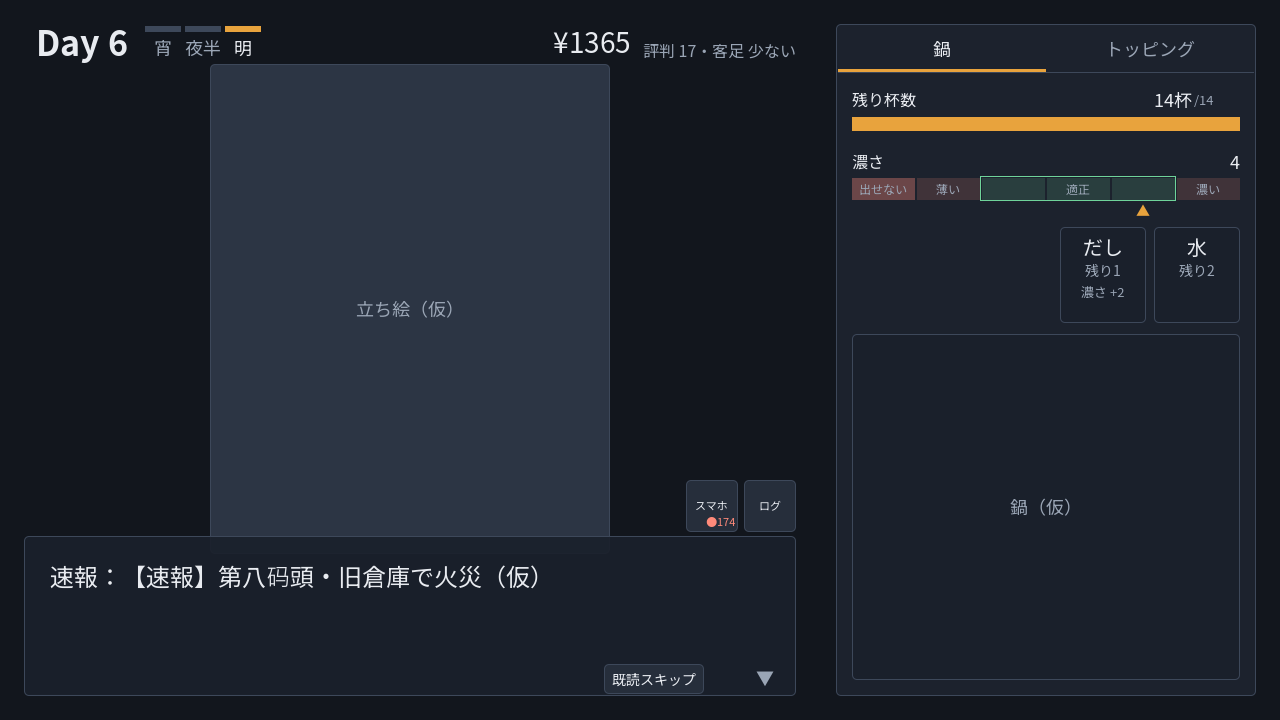 Day 6
宵 夜半 明
¥1365
評判 17・客足 少ない
立ち絵（仮）
スマホ
174
ログ
速報：【速報】第八码頭・旧倉庫で火災（仮）
既読スキップ
▼
鍋
トッピング
残り杯数
14杯/14
濃さ
4
出せない
薄い
適正
濃い
だし
残り1
濃さ +2
水
残り2
鍋（仮）